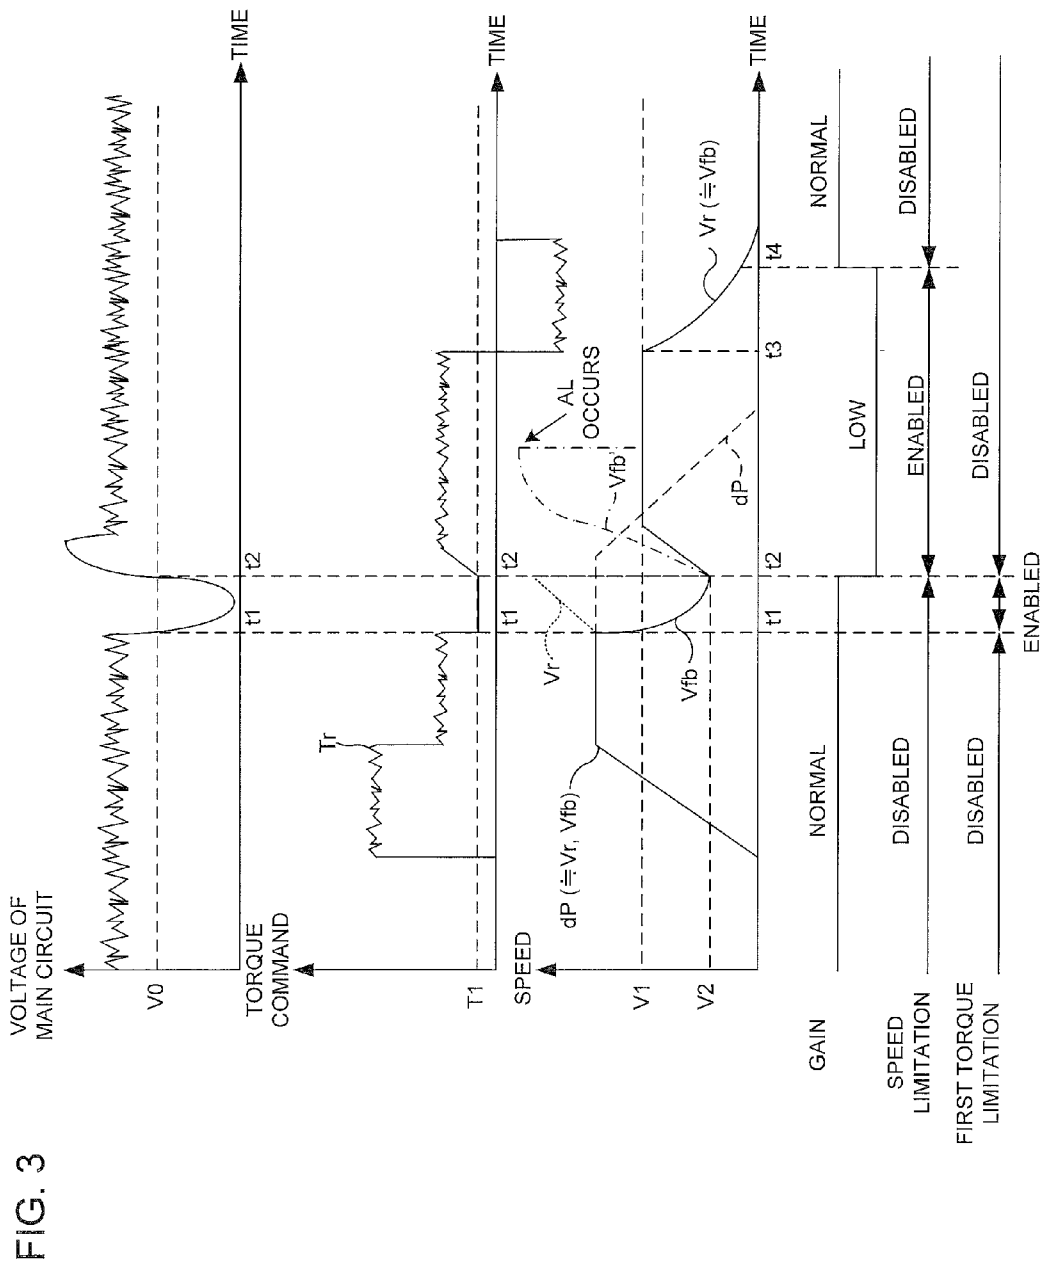 FIG. 3
VOLTAGE OF
MAIN CIRCUIT
V0
t1
t2
TIME
TORQUE
COMMAND
Tr
T1
t1
t2
TIME
SPEED
dP (≒Vr, Vfb)
Vr
Vfb
Vfb'
AL
OCCURS
dP
Vr (≒Vfb)
V1
V2
t1
t2
t3
t4
TIME
GAIN
NORMAL
LOW
NORMAL
SPEED
LIMITATION
DISABLED
ENABLED
DISABLED
FIRST TORQUE
LIMITATION
DISABLED
ENABLED
DISABLED